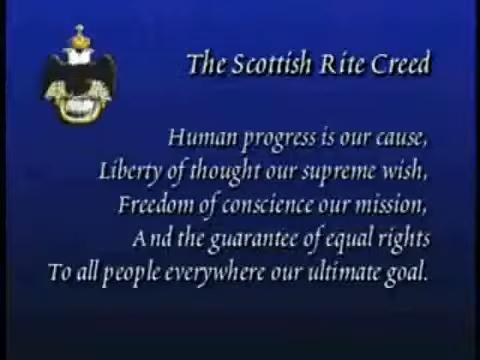 The Scottish Rite Creed
Human progress is our cause,
Liberty of thought our supreme wish,
Freedom of conscience our mission,
And the guarantee of equal rights
To all people everywhere our ultimate goal.